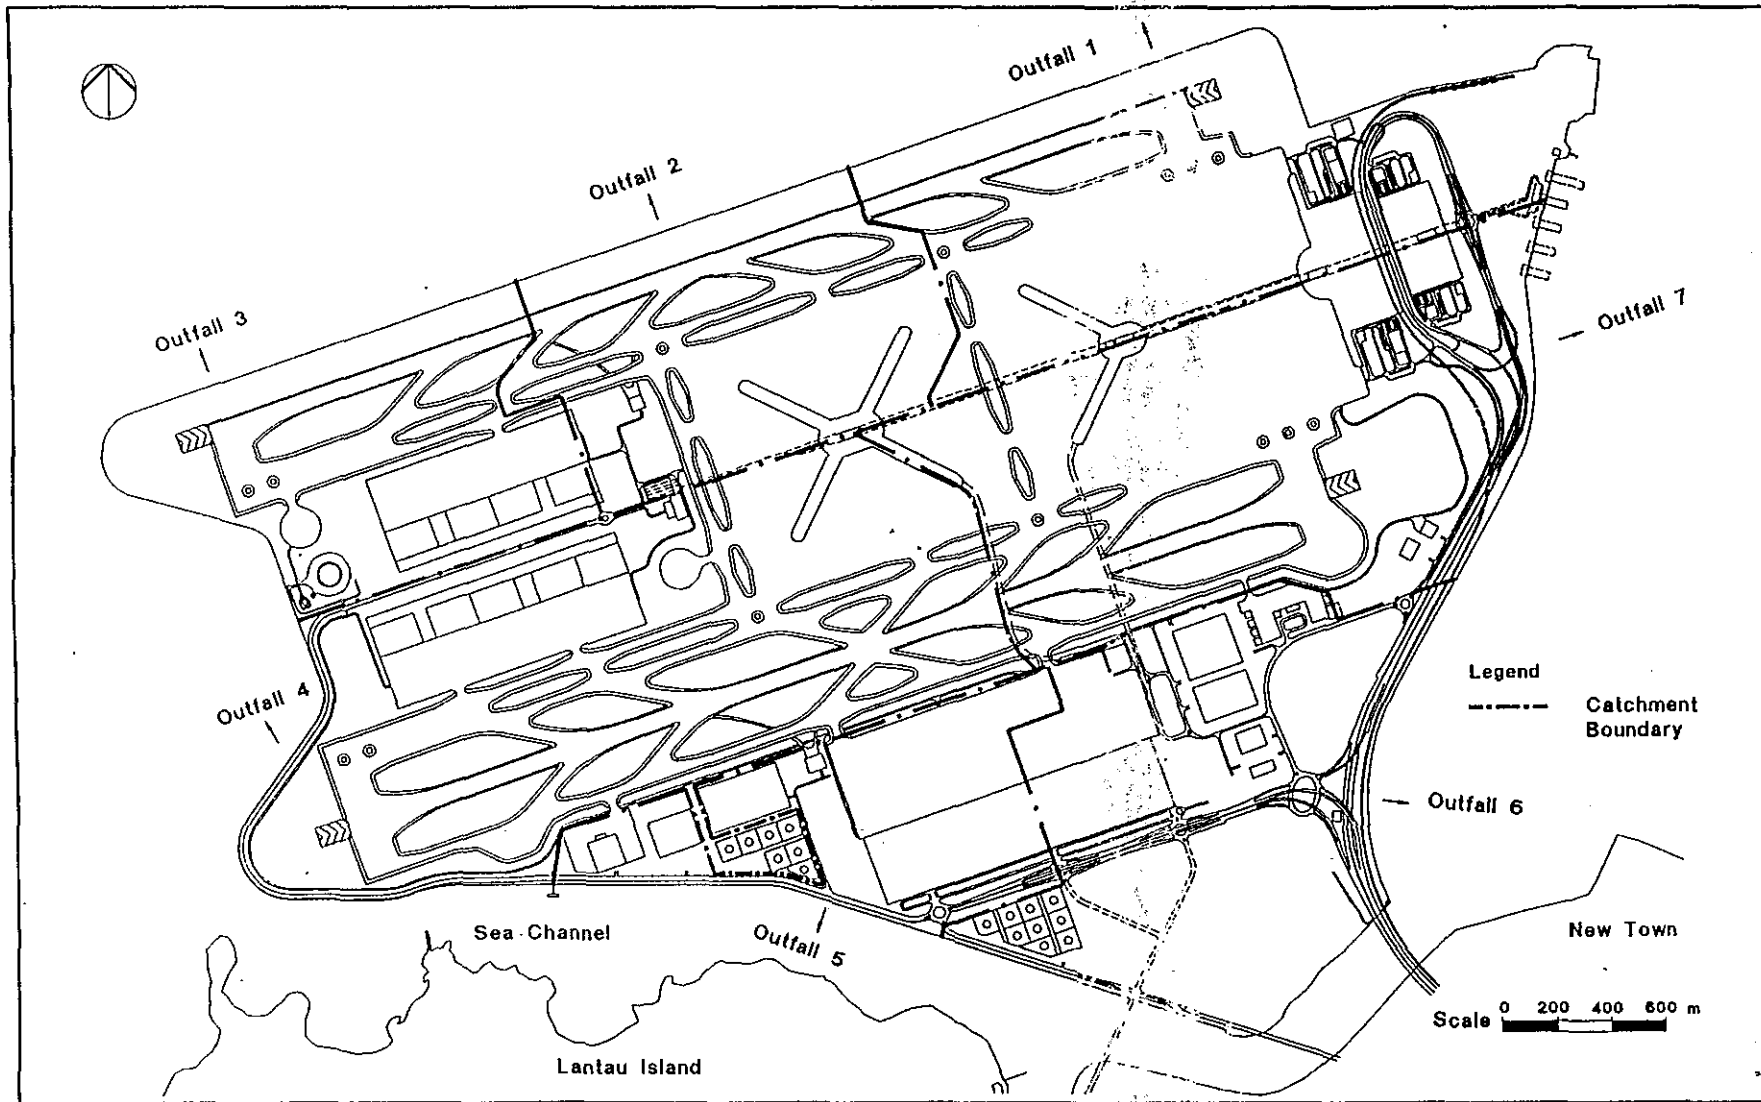 Outfall 1
Outfall 2
Outfall 3
Outfall 7
Outfall 4
Legend
Catchment
Boundary
Outfall 6
Sea Channel
Outfall 5
New Town
Scale 0 200 400 600 m
Lantau Island